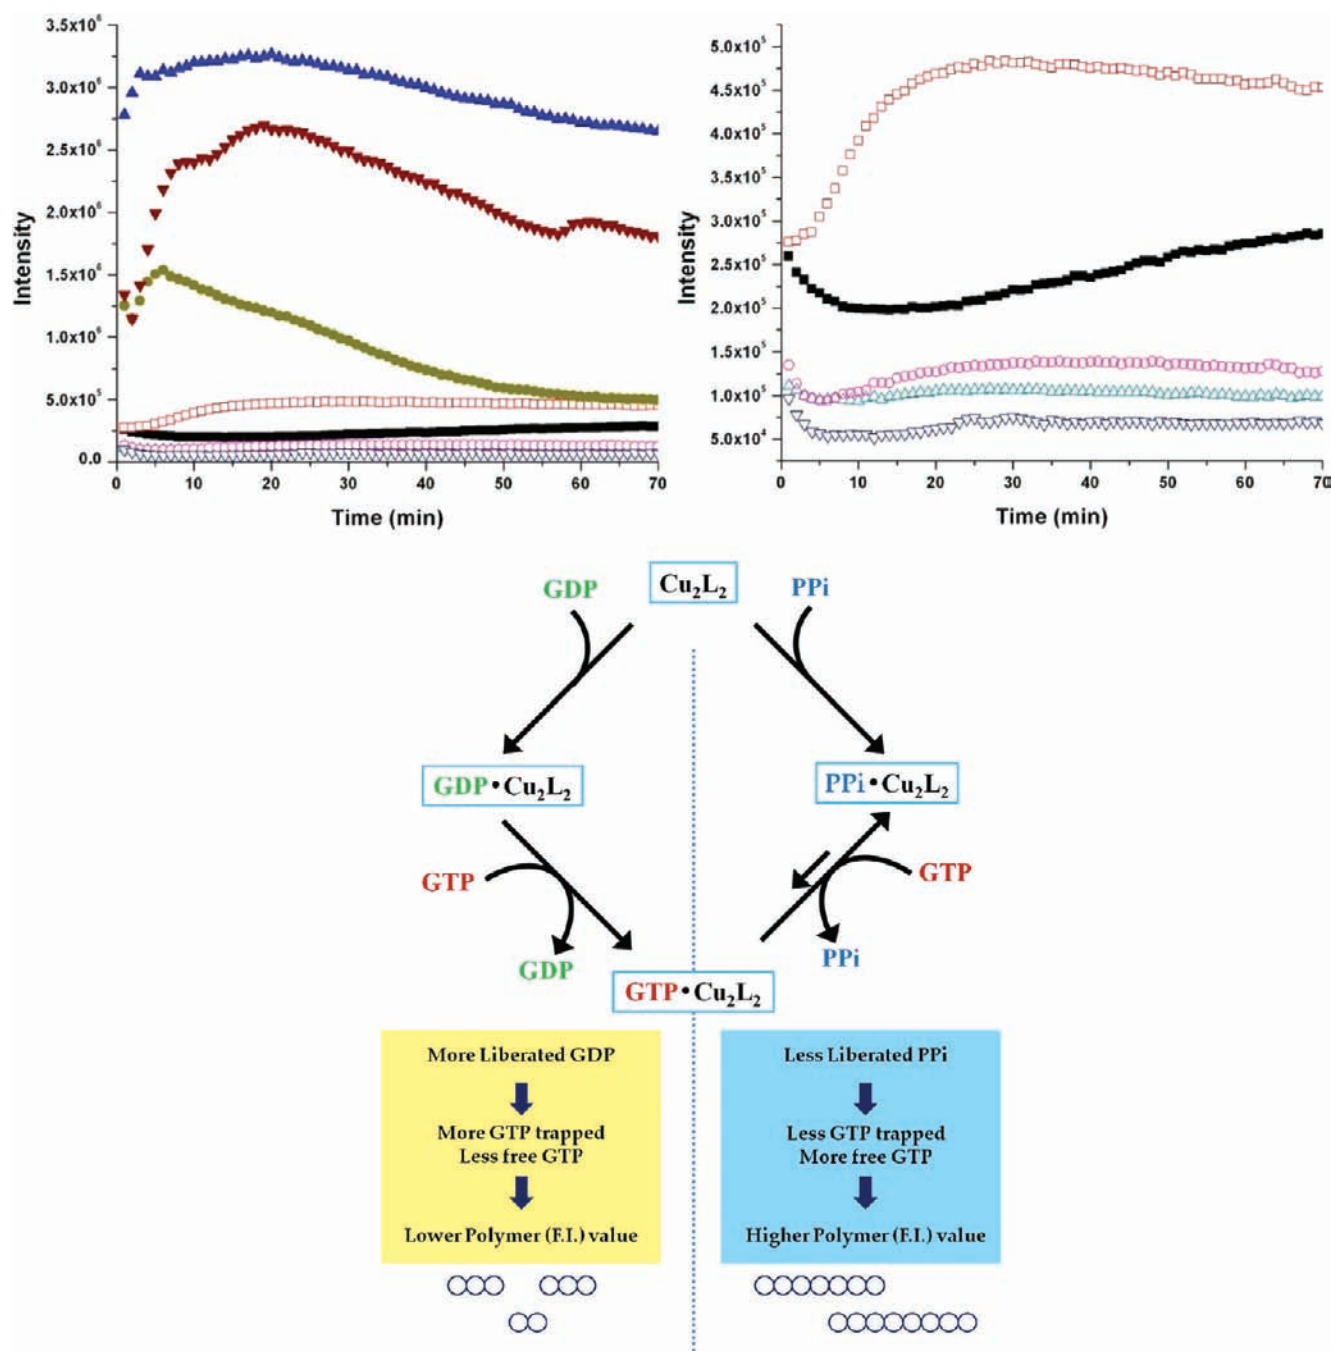 3.5x10⁶
3.0x10⁶
2.5x10⁶
2.0x10⁶
1.5x10⁶
1.0x10⁶
5.0x10⁵
0.0
Intensity
0 10 20 30 40 50 60 70
Time (min)
5.0x10⁵
4.5x10⁵
4.0x10⁵
3.5x10⁵
3.0x10⁵
2.5x10⁵
2.0x10⁵
1.5x10⁵
1.0x10⁵
5.0x10⁴
Intensity
0 10 20 30 40 50 60 70
Time (min)
GDP Cu₂L₂ PPi
GDP•Cu₂L₂ PPi•Cu₂L₂
GTP GTP
GDP PPi
GTP•Cu₂L₂
More Liberated GDP
More GTP trapped
Less free GTP
Lower Polymer (F.I.) value
Less Liberated PPi
Less GTP trapped
More free GTP
Higher Polymer (F.I.) value